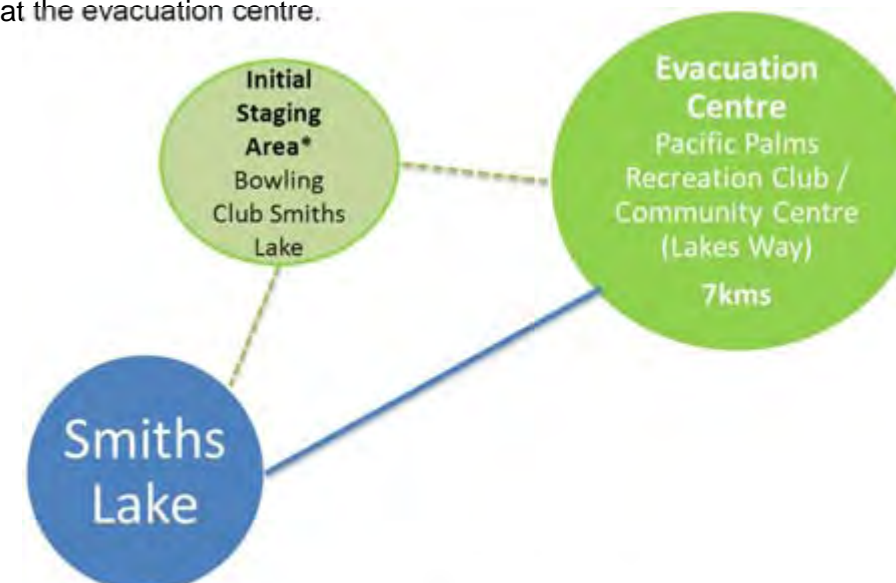 at the evacuation centre.
Initial
Staging
Area*
Bowling
Club Smiths
Lake
Evacuation
Centre
Pacific Palms
Recreation Club /
Community Centre
(Lakes Way)
7kms
Smiths
Lake